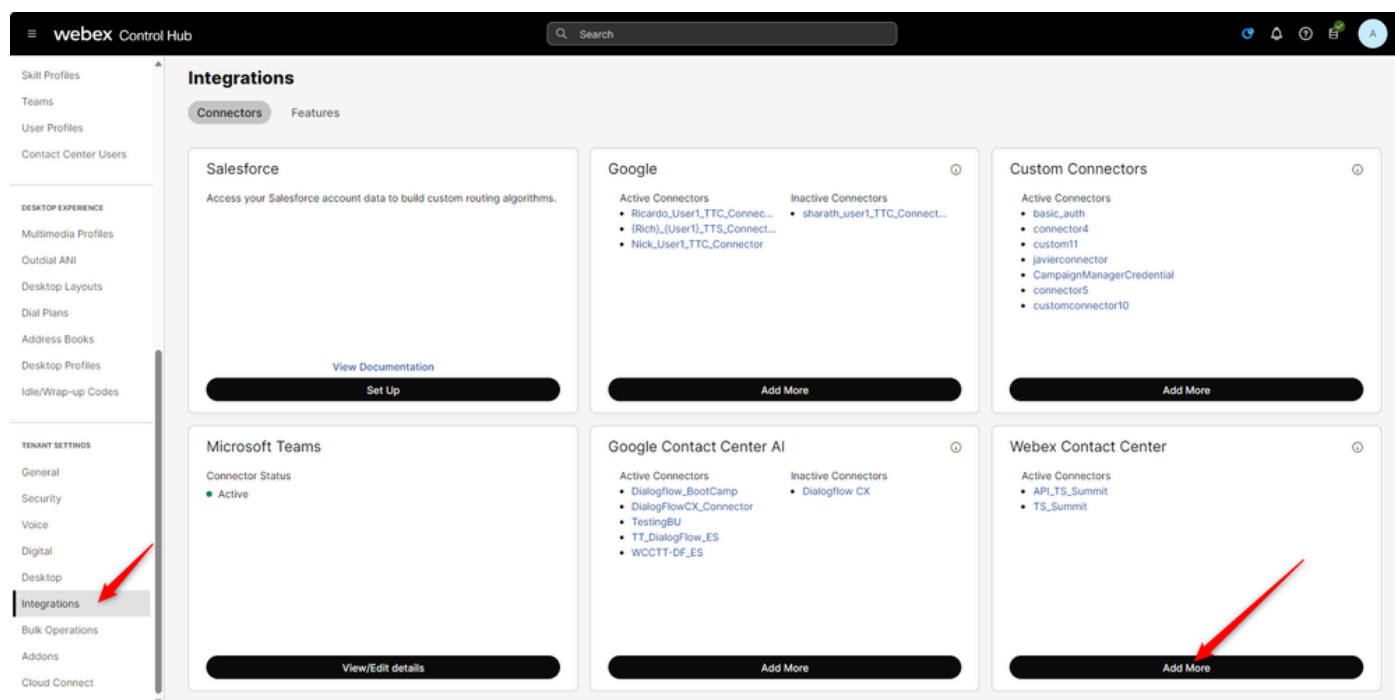 webex Control Hub
Search
A
Skill Profiles
Teams
User Profiles
Contact Center Users
DESKTOP EXPERIENCE
Multimedia Profiles
Outdial ANI
Desktop Layouts
Dial Plans
Address Books
Desktop Profiles
Idle/Wrap-up Codes
TENANT SETTINGS
General
Security
Voice
Digital
Desktop
Integrations
Bulk Operations
Addons
Cloud Connect
Integrations
Connectors Features
Salesforce
Access your Salesforce account data to build custom routing algorithms.
View Documentation
Set Up
Google
Active Connectors
Ricardo_User1_TTC_Connec...
{Rich}_{User1}_TTS_Connect...
Nick_User1_TTC_Connector
Inactive Connectors
sharath_user1_TTC_Connect...
Add More
Custom Connectors
Active Connectors
basic_auth
connector4
custom11
javierconnector
CampaignManagerCredential
connector5
customconnector10
Add More
Microsoft Teams
Connector Status
Active
View/Edit details
Google Contact Center AI
Active Connectors
Dialogflow_BootCamp
DialogFlowCX_Connector
TestingBU
TT_DialogFlow_ES
WCCTT-DF_ES
Inactive Connectors
Dialogflow CX
Add More
Webex Contact Center
Active Connectors
API_TS_Summit
TS_Summit
Add More